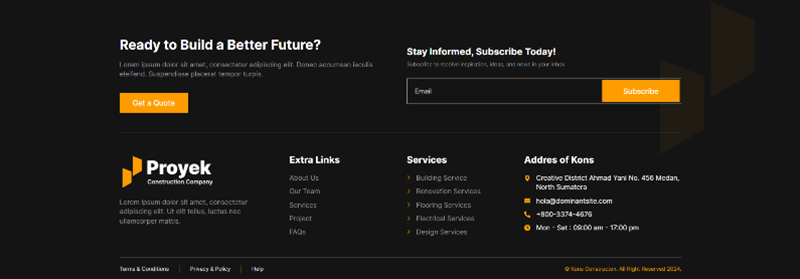 Ready to Build a Better Future?
Lorem ipsum dolor sit amet, consectetur adipiscing elit. Donec accumsan iaculis
eleifend. Suspendisse placerat tempor turpis.
Get a Quote
Stay Informed, Subscribe Today!
Subscribe to receive inspiration, ideas, and news in your inbox.
Email
Subscribe
Proyek
Construction Company
Lorem ipsum dolor sit amet, consectetur
adipiscing elit. Ut elit tellus, luctus nec
ullamcorper mattis.
Extra Links
About Us
Our Team
Services
Project
FAQs
Services
Building Service
Renovation Services
Flooring Services
Electrical Services
Design Services
Addres of Kons
Creative District Ahmad Yani No. 456 Medan,
North Sumatera
hola@dominantsite.com
+800-3374-4676
Mon - Sat : 09:00 am - 17:00 pm
Terms & Conditions
Privacy & Policy
Help
© Kons Constructon. All Right Reserved 2024.